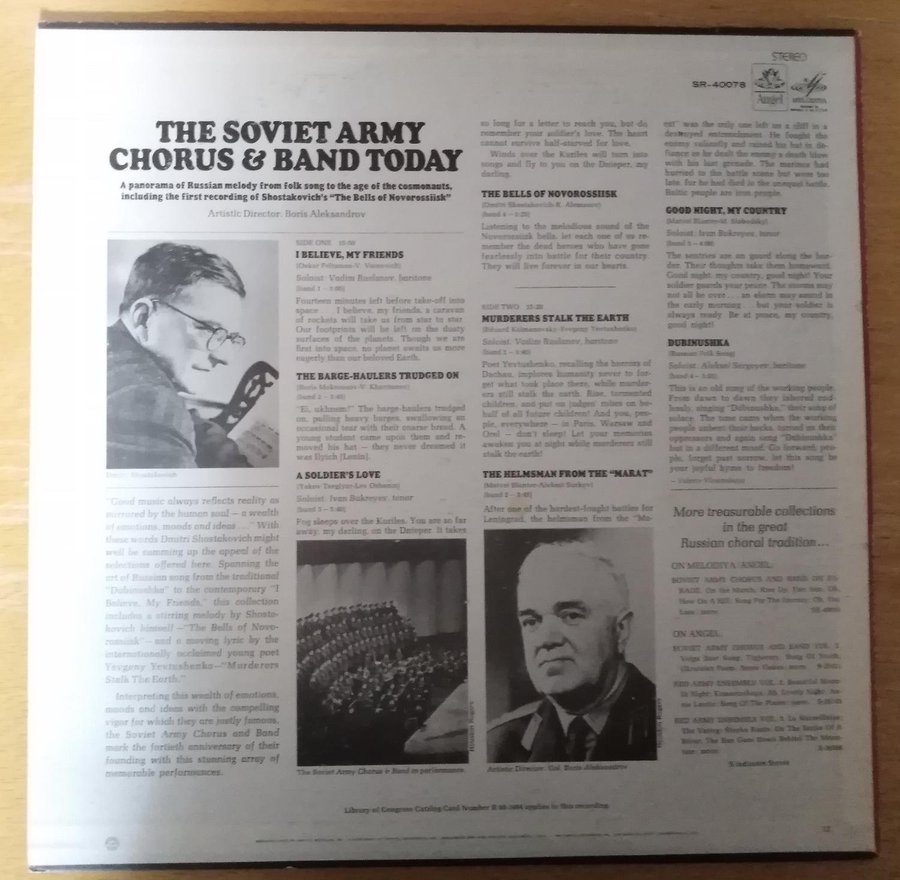 STEREO
SR-40078
Angel
THE SOVIET ARMY
CHORUS & BAND TODAY
A panorama of Russian melody from folk song to the age of the cosmonauts,
including the first recording of Shostakovich's "The Bells of Novorossiisk"
Artistic Director: Boris Aleksandrov
Dmitri Shostakovich
"Good music always reflects reality as
mirrored by the human soul — a wealth
of emotions, moods and ideas..." With
these words Dmitri Shostakovich might
well be summing up the appeal of the
selections offered here. Spanning the
art of Russian song from the traditional
"Dubinushka" to the contemporary "I
Believe, My Friends," this collection
includes a stirring melody by Shosta-
kovich himself —"The Bells of Novo-
rossiisk"— and a moving lyric by the
internationally acclaimed young poet
Yevgeny Yevtushenko—"Murderers
Stalk The Earth."
Interpreting this wealth of emotions,
moods and ideas with the compelling
vigor for which they are justly famous,
the Soviet Army Chorus and Band
mark the fortieth anniversary of their
founding with this stunning array of
memorable performances.
SIDE ONE
I BELIEVE, MY FRIENDS
Soloist: Vadim Ruslanov, baritone
Fourteen minutes left before take-off into
space ... I believe, my friends, a caravan
of rockets will take us from star to star.
Our footprints will be left on the dusty
surfaces of the planets. Though we are
first into space, no planet awaits us more
eagerly than our beloved Earth.
THE BARGE-HAULERS TRUDGED ON
"Ei, ukhnem!" The barge-haulers trudged
on, pulling heavy barges, swallowing an
occasional tear with their coarse bread. A
young student came upon them and re-
moved his hat — they never dreamed it
was Ilyich [Lenin].
A SOLDIER'S LOVE
Soloist: Ivan Bukreyev, tenor
Fog sleeps over the Kuriles. You are so far
away, my darling, on the Dnieper. It takes
The Soviet Army Chorus & Band in performance.
so long for a letter to reach you, but do
remember your soldier's love. The heart
cannot survive half-starved for love.
Winds over the Kuriles will turn into
songs and fly to you on the Dnieper, my
darling.
THE BELLS OF NOVOROSSIISK
Listening to the melodious sound of the
Novorossiisk bells, let each one of us re-
member the dead heroes who have gone
fearlessly into battle for their country.
They will live forever in our hearts.
SIDE TWO
MURDERERS STALK THE EARTH
Soloist: Vadim Ruslanov, baritone
Poet Yevtushenko, recalling the horrors of
Dachau, implores humanity never to for-
get what took place there, while murder-
ers still stalk the earth. Rise, tormented
children, and put on judges' robes on be-
half of all future children! And you, peo-
ple, everywhere — in Paris, Warsaw and
Orel — don't sleep! Let your memories
awaken you at night while murderers still
stalk the earth!
THE HELMSMAN FROM THE "MARAT"
After one of the hardest-fought battles for
Leningrad, the helmsman from the "Ma-
Artistic Director: Col. Boris Aleksandrov
rat" was the only one left on a cliff in a
destroyed entrenchment. He fought the
enemy valiantly and raised his hat in de-
fiance as he dealt the enemy a death blow
with his last grenade. The marines had
hurried to the battle scene but were too
late, for he had died in the unequal battle.
Baltic people are iron people.
GOOD NIGHT, MY COUNTRY
Soloist: Ivan Bukreyev, tenor
The sentries are on guard along the bor-
der. Their thoughts take them homeward.
Good night, my country, good night! Your
soldier guards your peace. The storms may
not all be over... an alarm may sound in
the early morning... but your soldier is
always ready. Be at peace, my country,
good night!
DUBINUSHKA
(Russian Folk Song)
Soloist: Aleksei Sergeyev, baritone
This is an old song of the working people.
From dawn to dawn they labored end-
lessly, singing "Dubinushka," their song of
solace. The time came when the working
people unbent their backs, turned on their
oppressors and again sang "Dubinushka"
but in a different mood. Go forward, peo-
ple, forget past sorrow, let this song be
your joyful hymn to freedom!
More treasurable collections
in the great
Russian choral tradition...
ON MELODIYA/ANGEL
ON ANGEL
S indicates Stereo
Library of Congress Catalog Card Number applies to this recording.
12